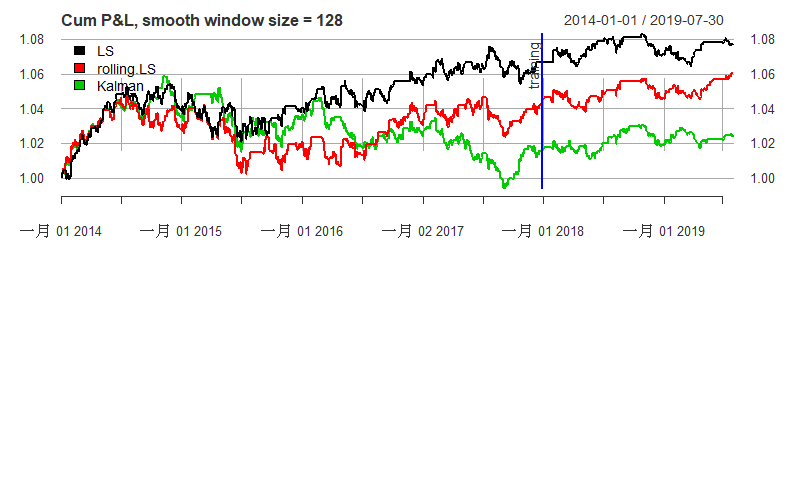 Cum P&L, smooth window size = 128
2014-01-01 / 2019-07-30
LS
rolling.LS
Kalman
training
1.08
1.06
1.04
1.02
1.00
1.08
1.06
1.04
1.02
1.00
一月 01 2014
一月 01 2015
一月 01 2016
一月 02 2017
一月 01 2018
一月 01 2019